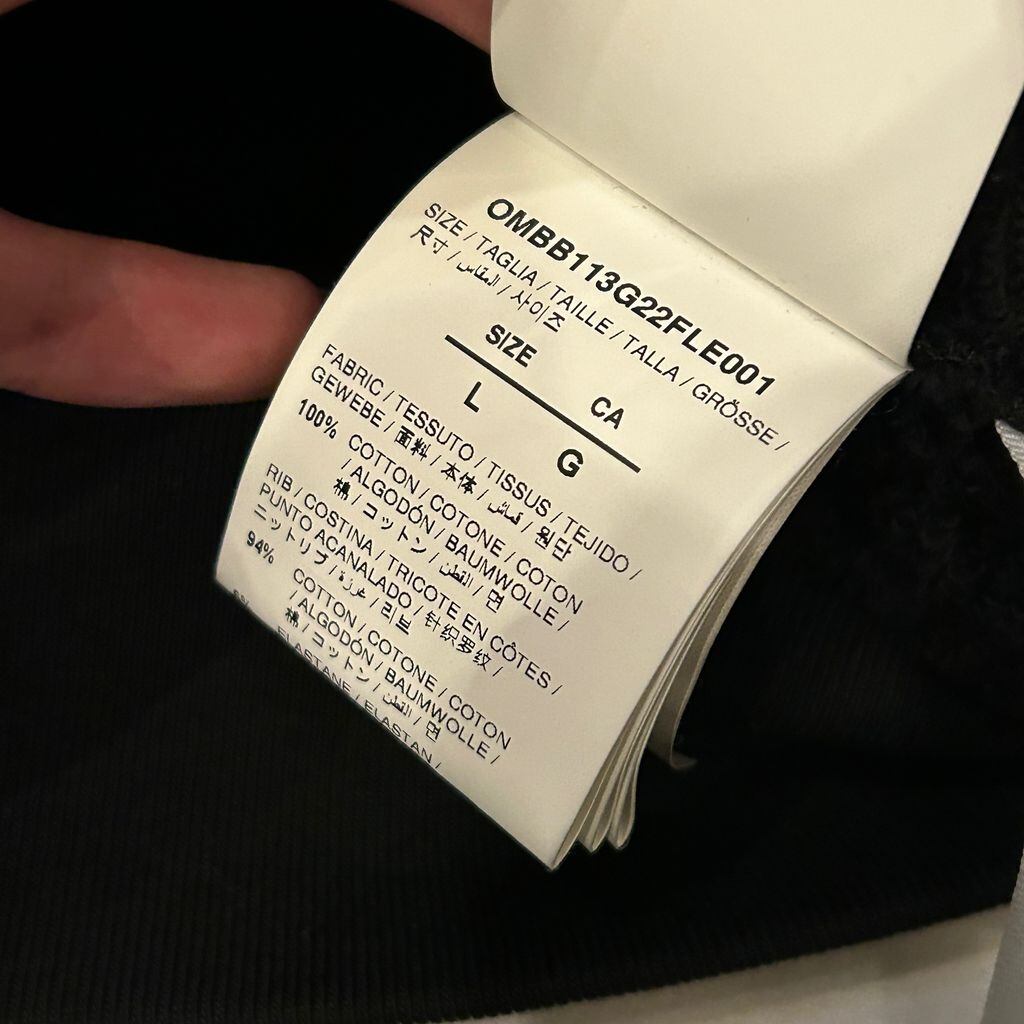 OMBB113G22FLE001
SIZE / TAGLIA / TAILLE / TALLA / GRÖSSE /
尺寸 / المقاس / 사이즈
SIZE CA
L G
FABRIC / TESSUTO / TISSUS / TEJIDO /
GEWEBE / 面料 / 本体 / قماش / 원단
100% COTTON / COTONE / COTON
/ ALGODÓN / BAUMWOLLE /
棉 / コットン / القطن / 면
RIB / COSTINA / TRICOTE EN CÔTES /
PUNTO ACANALADO / 针织罗纹 /
ニットリブ / غرزة / 리브
94% COTTON / COTONE / COTON
/ ALGODÓN / BAUMWOLLE /
棉 / コットン / القطن / 면
ELASTANE / ELASTAN /